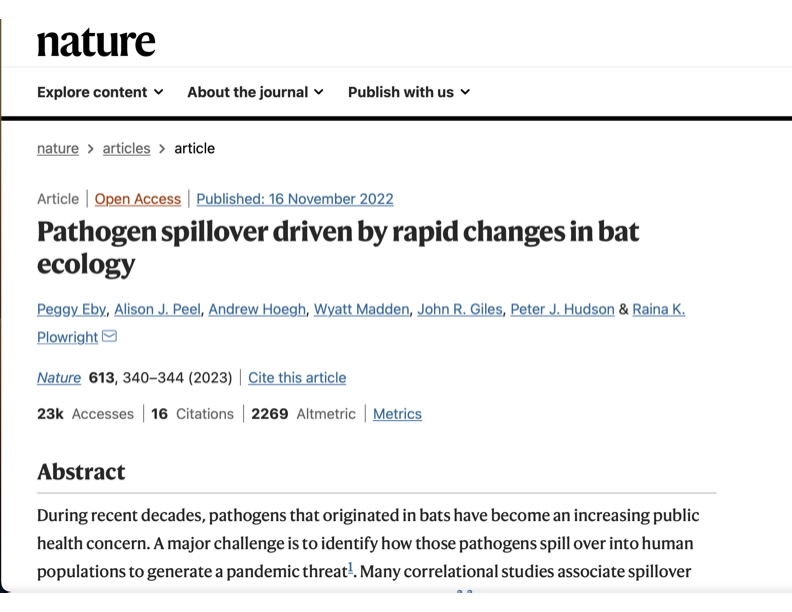 nature
Explore content About the journal Publish with us
nature > articles > article
Article | Open Access | Published: 16 November 2022
Pathogen spillover driven by rapid changes in bat
ecology
Peggy Eby, Alison J. Peel, Andrew Hoegh, Wyatt Madden, John R. Giles, Peter J. Hudson & Raina K.
Plowright
Nature 613, 340–344 (2023) | Cite this article
23k Accesses | 16 Citations | 2269 Altmetric | Metrics
Abstract
During recent decades, pathogens that originated in bats have become an increasing public
health concern. A major challenge is to identify how those pathogens spill over into human
populations to generate a pandemic threat1. Many correlational studies associate spillover